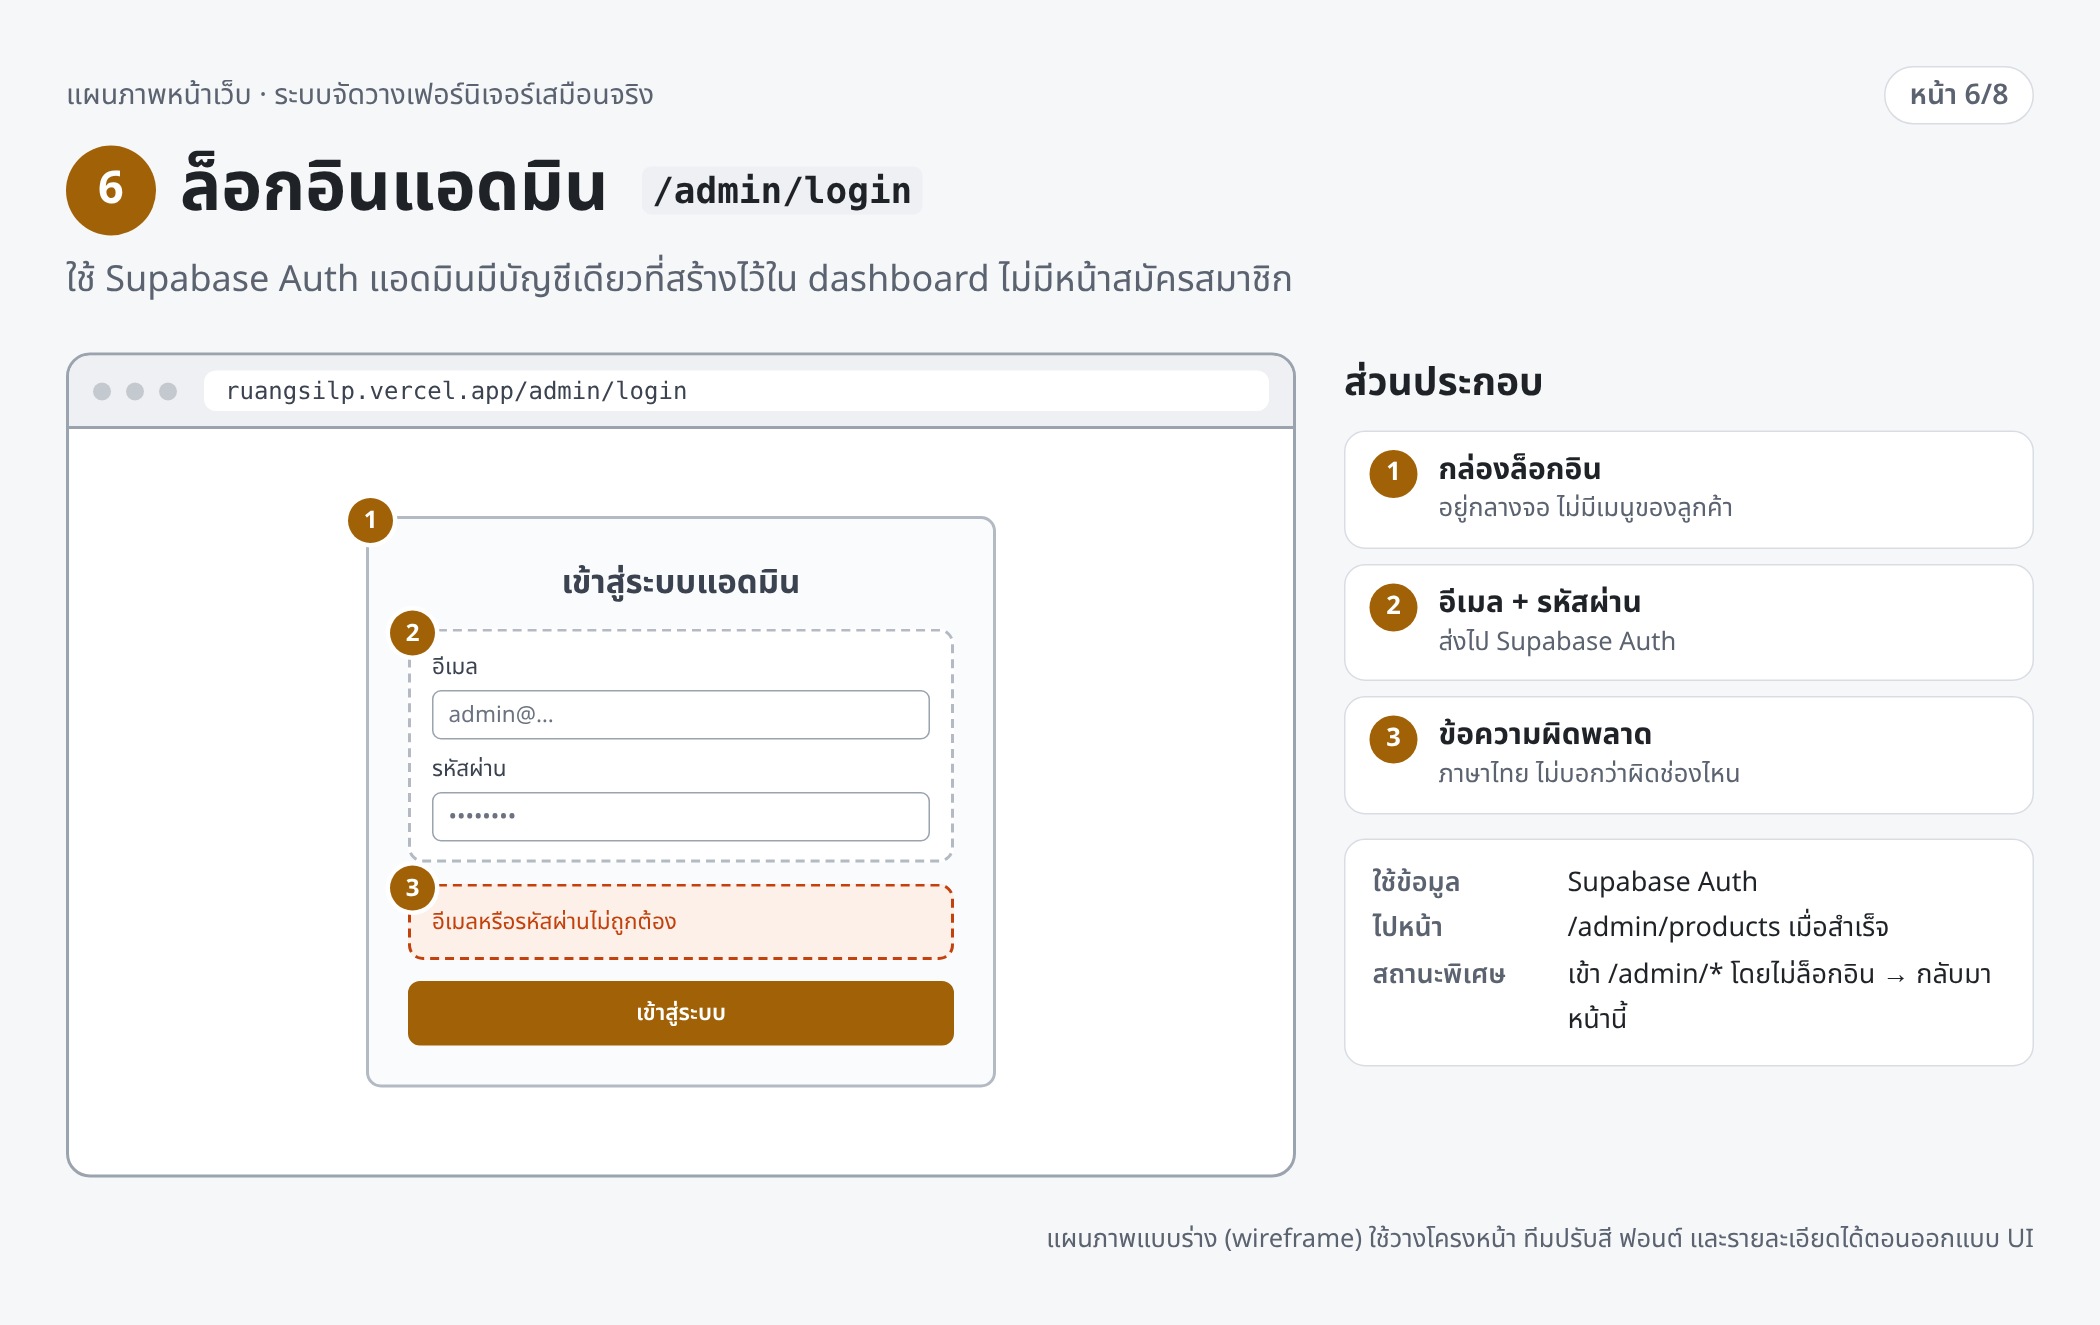 แผนภาพหน้าเว็บ · ระบบจัดวางเฟอร์นิเจอร์เสมือนจริง
หน้า 6/8
6 ล็อกอินแอดมิน /admin/login
ใช้ Supabase Auth แอดมินมีบัญชีเดียวที่สร้างไว้ใน dashboard ไม่มีหน้าสมัครสมาชิก
ruangsilp.vercel.app/admin/login
1
เข้าสู่ระบบแอดมิน
2
อีเมล
admin@...
รหัสผ่าน
••••••••
3
อีเมลหรือรหัสผ่านไม่ถูกต้อง
เข้าสู่ระบบ
ส่วนประกอบ
1 กล่องล็อกอิน
อยู่กลางจอ ไม่มีเมนูของลูกค้า
2 อีเมล + รหัสผ่าน
ส่งไป Supabase Auth
3 ข้อความผิดพลาด
ภาษาไทย ไม่บอกว่าผิดช่องไหน
ใช้ข้อมูล Supabase Auth
ไปหน้า /admin/products เมื่อสำเร็จ
สถานะพิเศษ เข้า /admin/* โดยไม่ล็อกอิน → กลับมา
หน้านี้
แผนภาพแบบร่าง (wireframe) ใช้วางโครงหน้า ทีมปรับสี ฟอนต์ และรายละเอียดได้ตอนออกแบบ UI